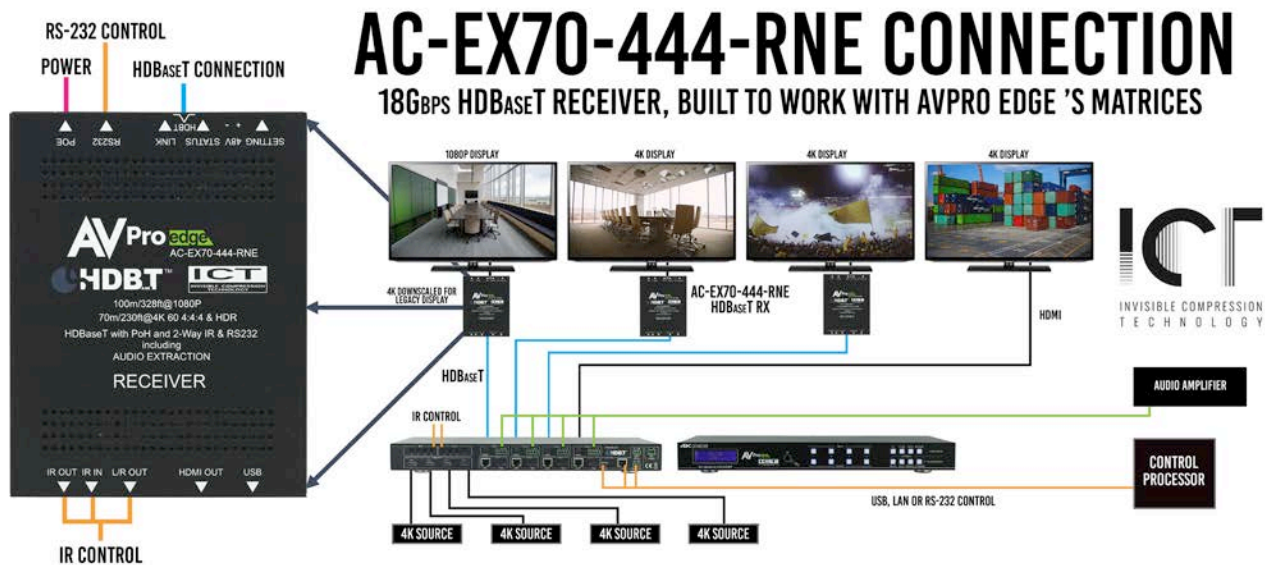 AC-EX70-444-RNE CONNECTION
18GBPS HDBASET RECEIVER, BUILT TO WORK WITH AVPRO EDGE 'S MATRICES
RS-232 CONTROL
POWER
HDBASET CONNECTION
POE
RS232
LINK
HDBT
STATUS
- +
48V
SETTING
AVPro edge
AC-EX70-444-RNE
HDBT™
ICT
INVISIBLE COMPRESSION
TECHNOLOGY
100m/328ft@1080P
70m/230ft@4K 60 4:4:4 & HDR
HDBaseT with PoH and 2-Way IR & RS232
including
AUDIO EXTRACTION
RECEIVER
IR OUT
IR IN
L/R OUT
HDMI OUT
USB
IR CONTROL
1080P DISPLAY
4K DISPLAY
4K DISPLAY
4K DISPLAY
4K DOWNSCALED FOR
LEGACY DISPLAY
AC-EX70-444-RNE
HDBASET RX
HDMI
HDBASET
IR CONTROL
HDBT
AVPro edge
4K SOURCE
4K SOURCE
4K SOURCE
4K SOURCE
USB, LAN OR RS-232 CONTROL
ICT
INVISIBLE COMPRESSION
TECHNOLOGY
AUDIO AMPLIFIER
CONTROL
PROCESSOR